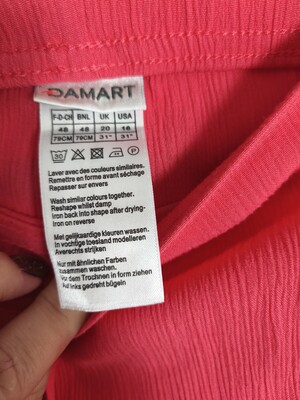 DAMART
F-D-CH BNL UK USA
48 48 20 16
79CM 79CM 31" 31"
30
Laver avec des couleurs similaires.
Remettre en forme avant séchage
Repasser sur envers
Wash similar colours together.
Reshape whilst damp
Iron back into shape after drying-
Iron on reverse
Met gelijkaardige kleuren wassen.
In vochtige toestand modelleren
Averechts strijken
Nur mit ähnlichen Farben
zusammen waschen.
Vor dem Trochnen in form ziehen
Auf links gedreht bügeln